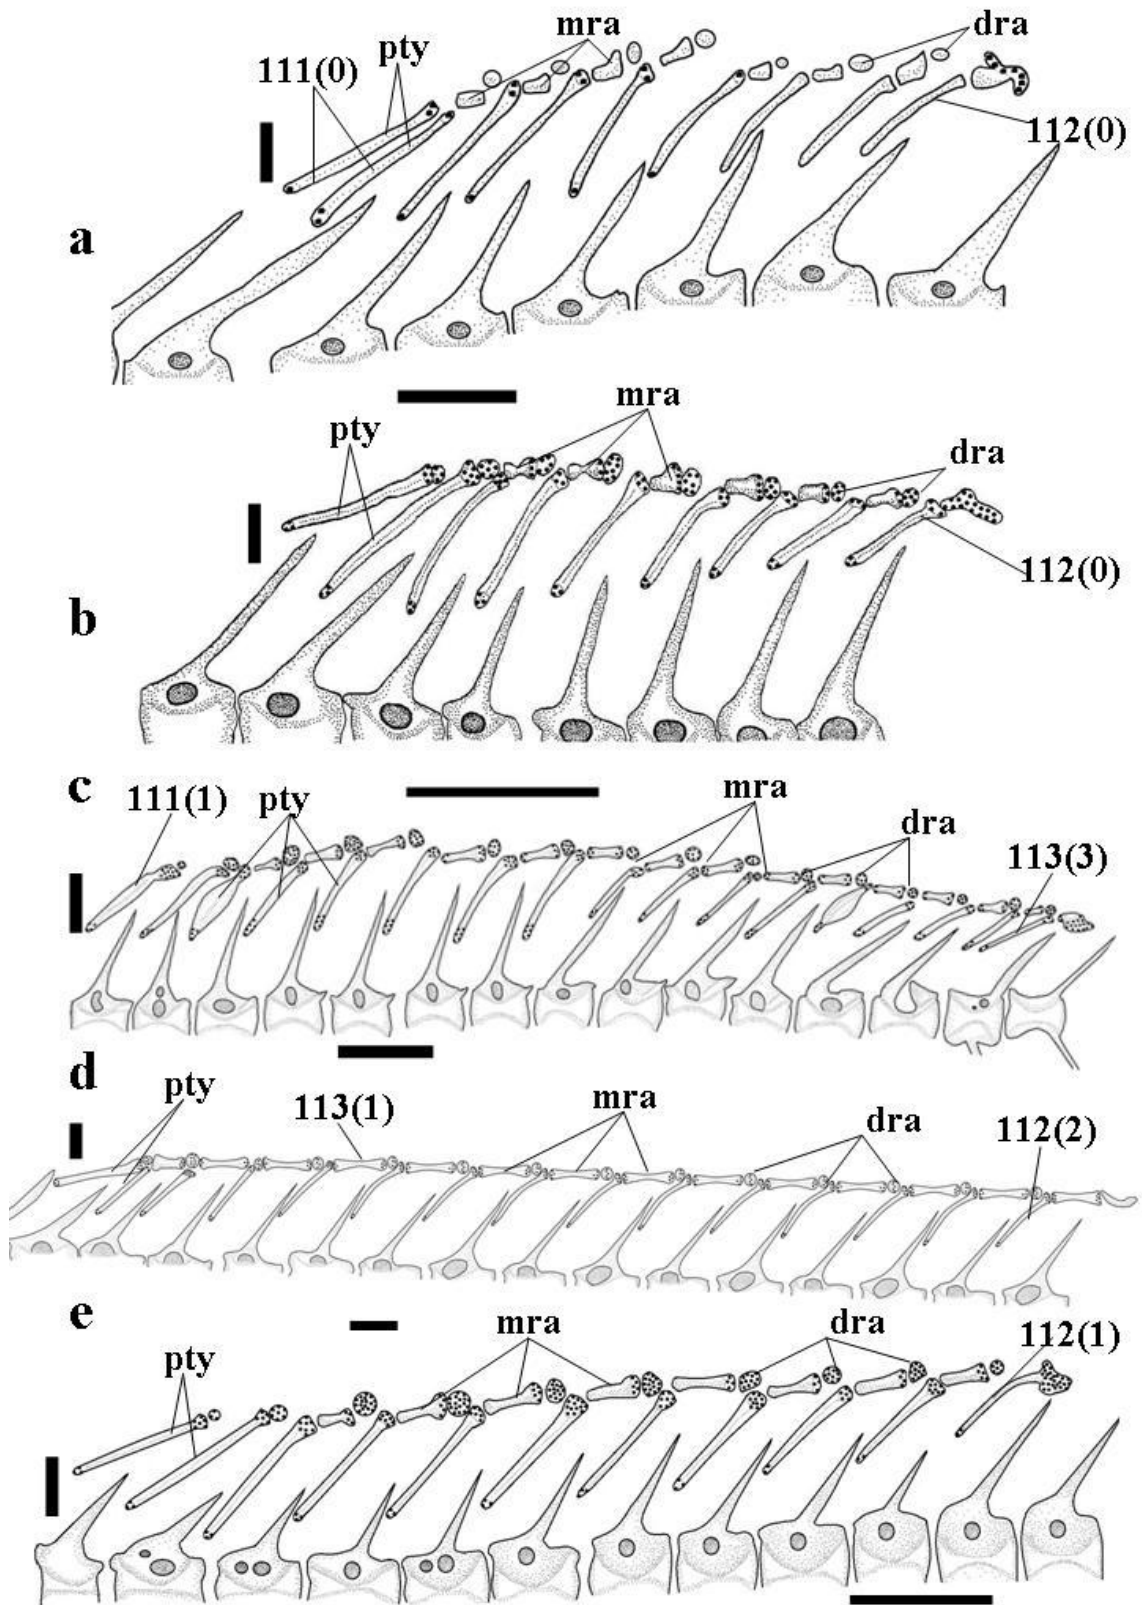 mra
dra
pty
111(0)
112(0)
a
mra
pty
dra
112(0)
b
c
111(1)
pty
mra
dra
113(3)
d
pty
113(1)
mra
dra
112(2)
e
mra
dra
112(1)
pty